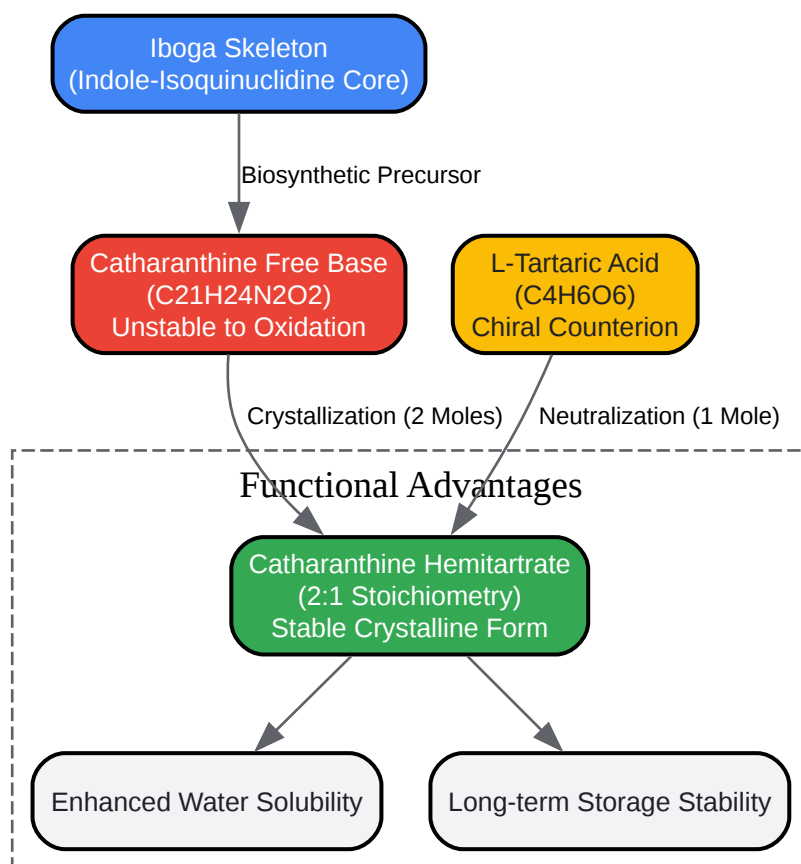 Iboga Skeleton
(Indole-Isoquinuclidine Core)
Biosynthetic Precursor
Catharanthine Free Base
(C21H24N2O2)
Unstable to Oxidation
L-Tartaric Acid
(C4H6O6)
Chiral Counterion
Crystallization (2 Moles)
Neutralization (1 Mole)
Functional Advantages
Catharanthine Hemitartrate
(2:1 Stoichiometry)
Stable Crystalline Form
Enhanced Water Solubility
Long-term Storage Stability